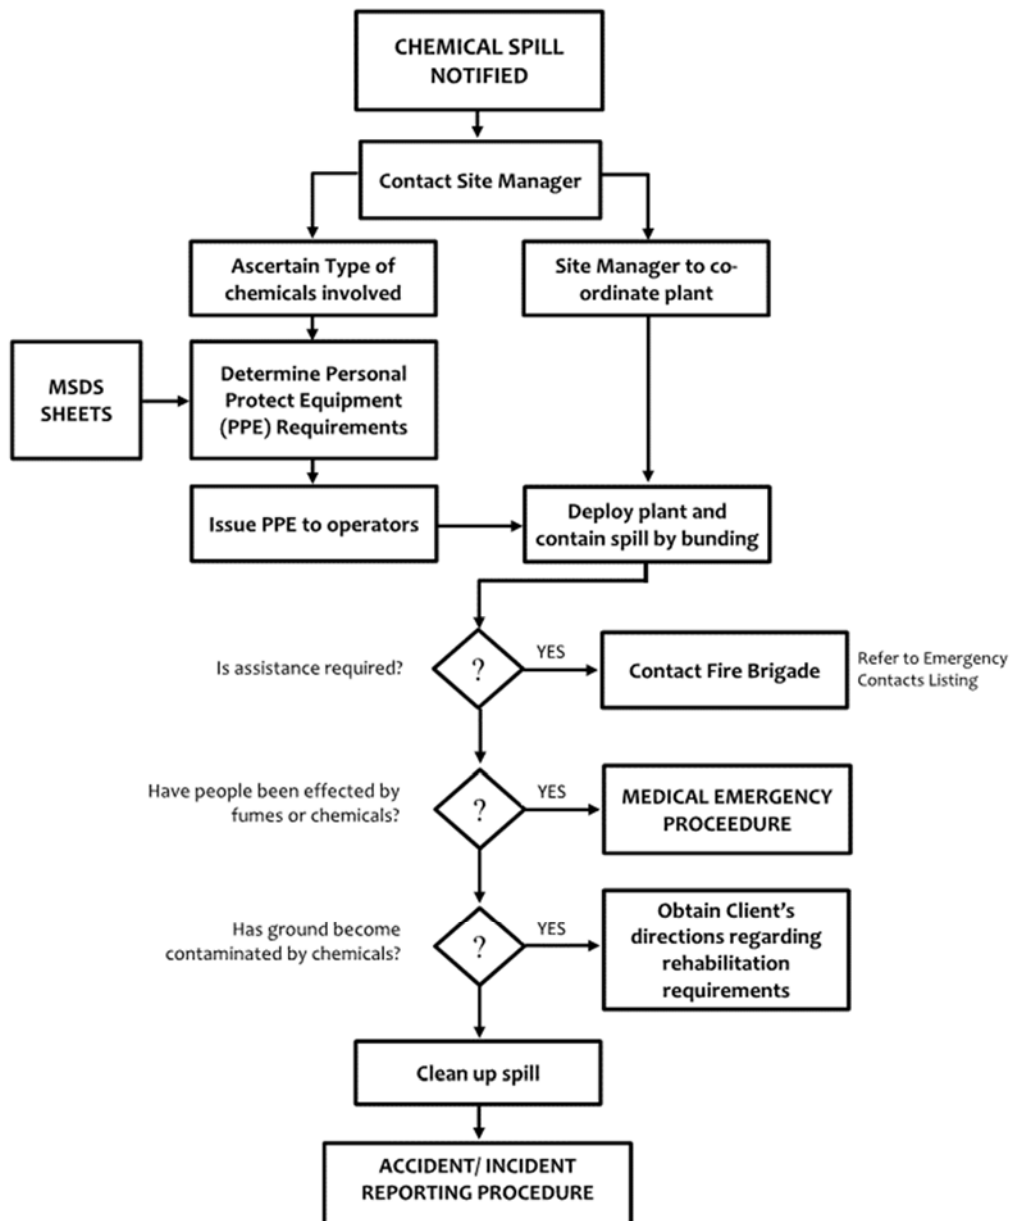 CHEMICAL SPILL
NOTIFIED
Contact Site Manager
Ascertain Type of
chemicals involved
Site Manager to co-
ordinate plant
MSDS
SHEETS
Determine Personal
Protect Equipment
(PPE) Requirements
Issue PPE to operators
Deploy plant and
contain spill by bunding
Is assistance required?
?
YES
Contact Fire Brigade
Refer to Emergency
Contacts Listing
Have people been effected by
fumes or chemicals?
?
YES
MEDICAL EMERGENCY
PROCEEDURE
Has ground become
contaminated by chemicals?
?
YES
Obtain Client's
directions regarding
rehabilitation
requirements
Clean up spill
ACCIDENT/ INCIDENT
REPORTING PROCEDURE